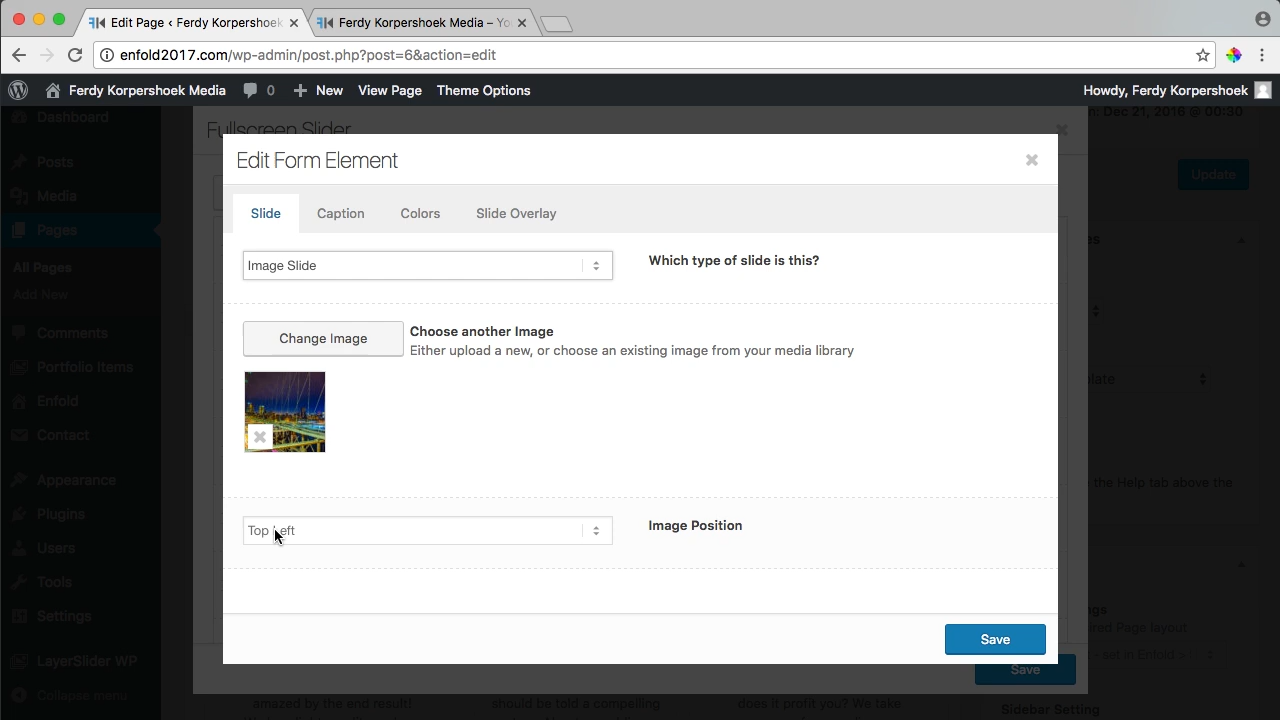 Edit Page ‹ Ferdy Korpershoek
Ferdy Korpershoek Media – Yo
enfold2017.com/wp-admin/post.php?post=6&action=edit
Ferdy Korpershoek Media
0
New
View Page
Theme Options
Howdy, Ferdy Korpershoek
Dashboard
Posts
Media
Pages
All Pages
Add New
Comments
Portfolio Items
Enfold
Contact
Appearance
Plugins
Users
Tools
Settings
LayerSlider WP
Collapse menu
Fullscreen Slider
n: Dec 21, 2016 @ 00:30
Update
es
Edit Form Element
Slide
Caption
Colors
Slide Overlay
Image Slide
Which type of slide is this?
Change Image
Choose another Image
Either upload a new, or choose an existing image from your media library
Top Left
Image Position
Save
late
the Help tab above the
ngs
ired Page layout
- set in Enfold >
Save
amazed by the end result!
should be told a compelling
does it profit you? We take
Sidebar Setting